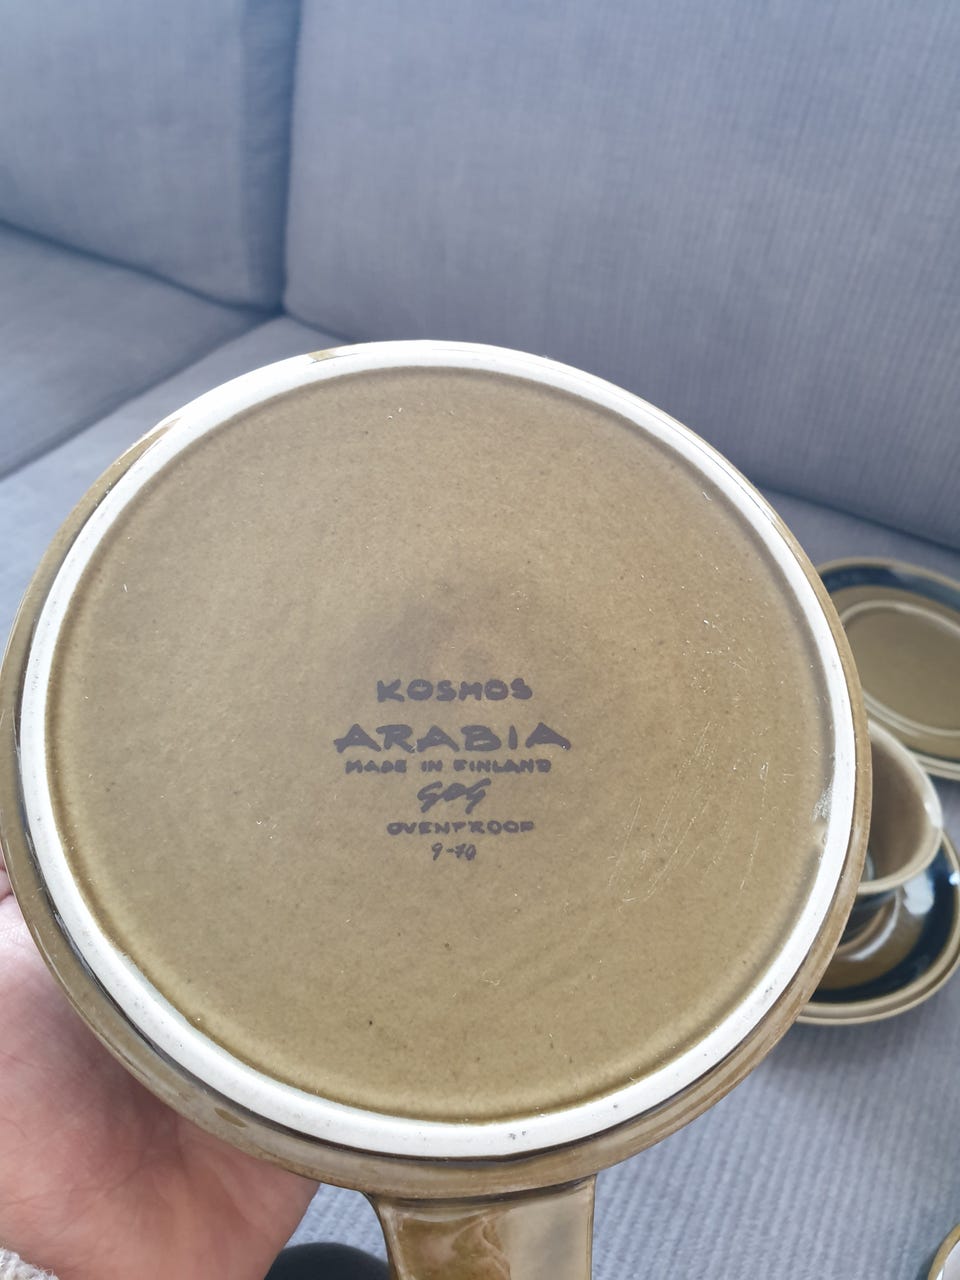 KOSMOS
ARABIA
MADE IN FINLAND
GOG
OVENPROOF
9-70